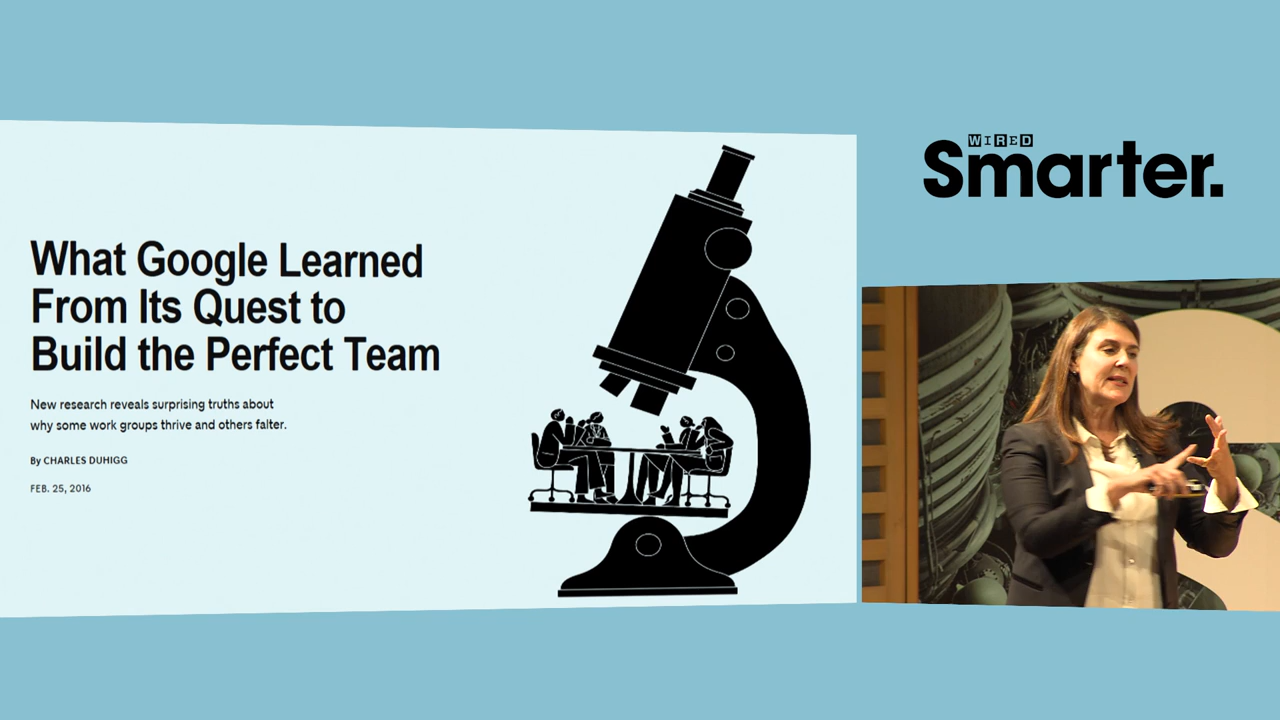 What Google Learned
From Its Quest to
Build the Perfect Team
New research reveals surprising truths about
why some work groups thrive and others falter.
By CHARLES DUHIGG
FEB. 25, 2016
WIRED
Smarter.